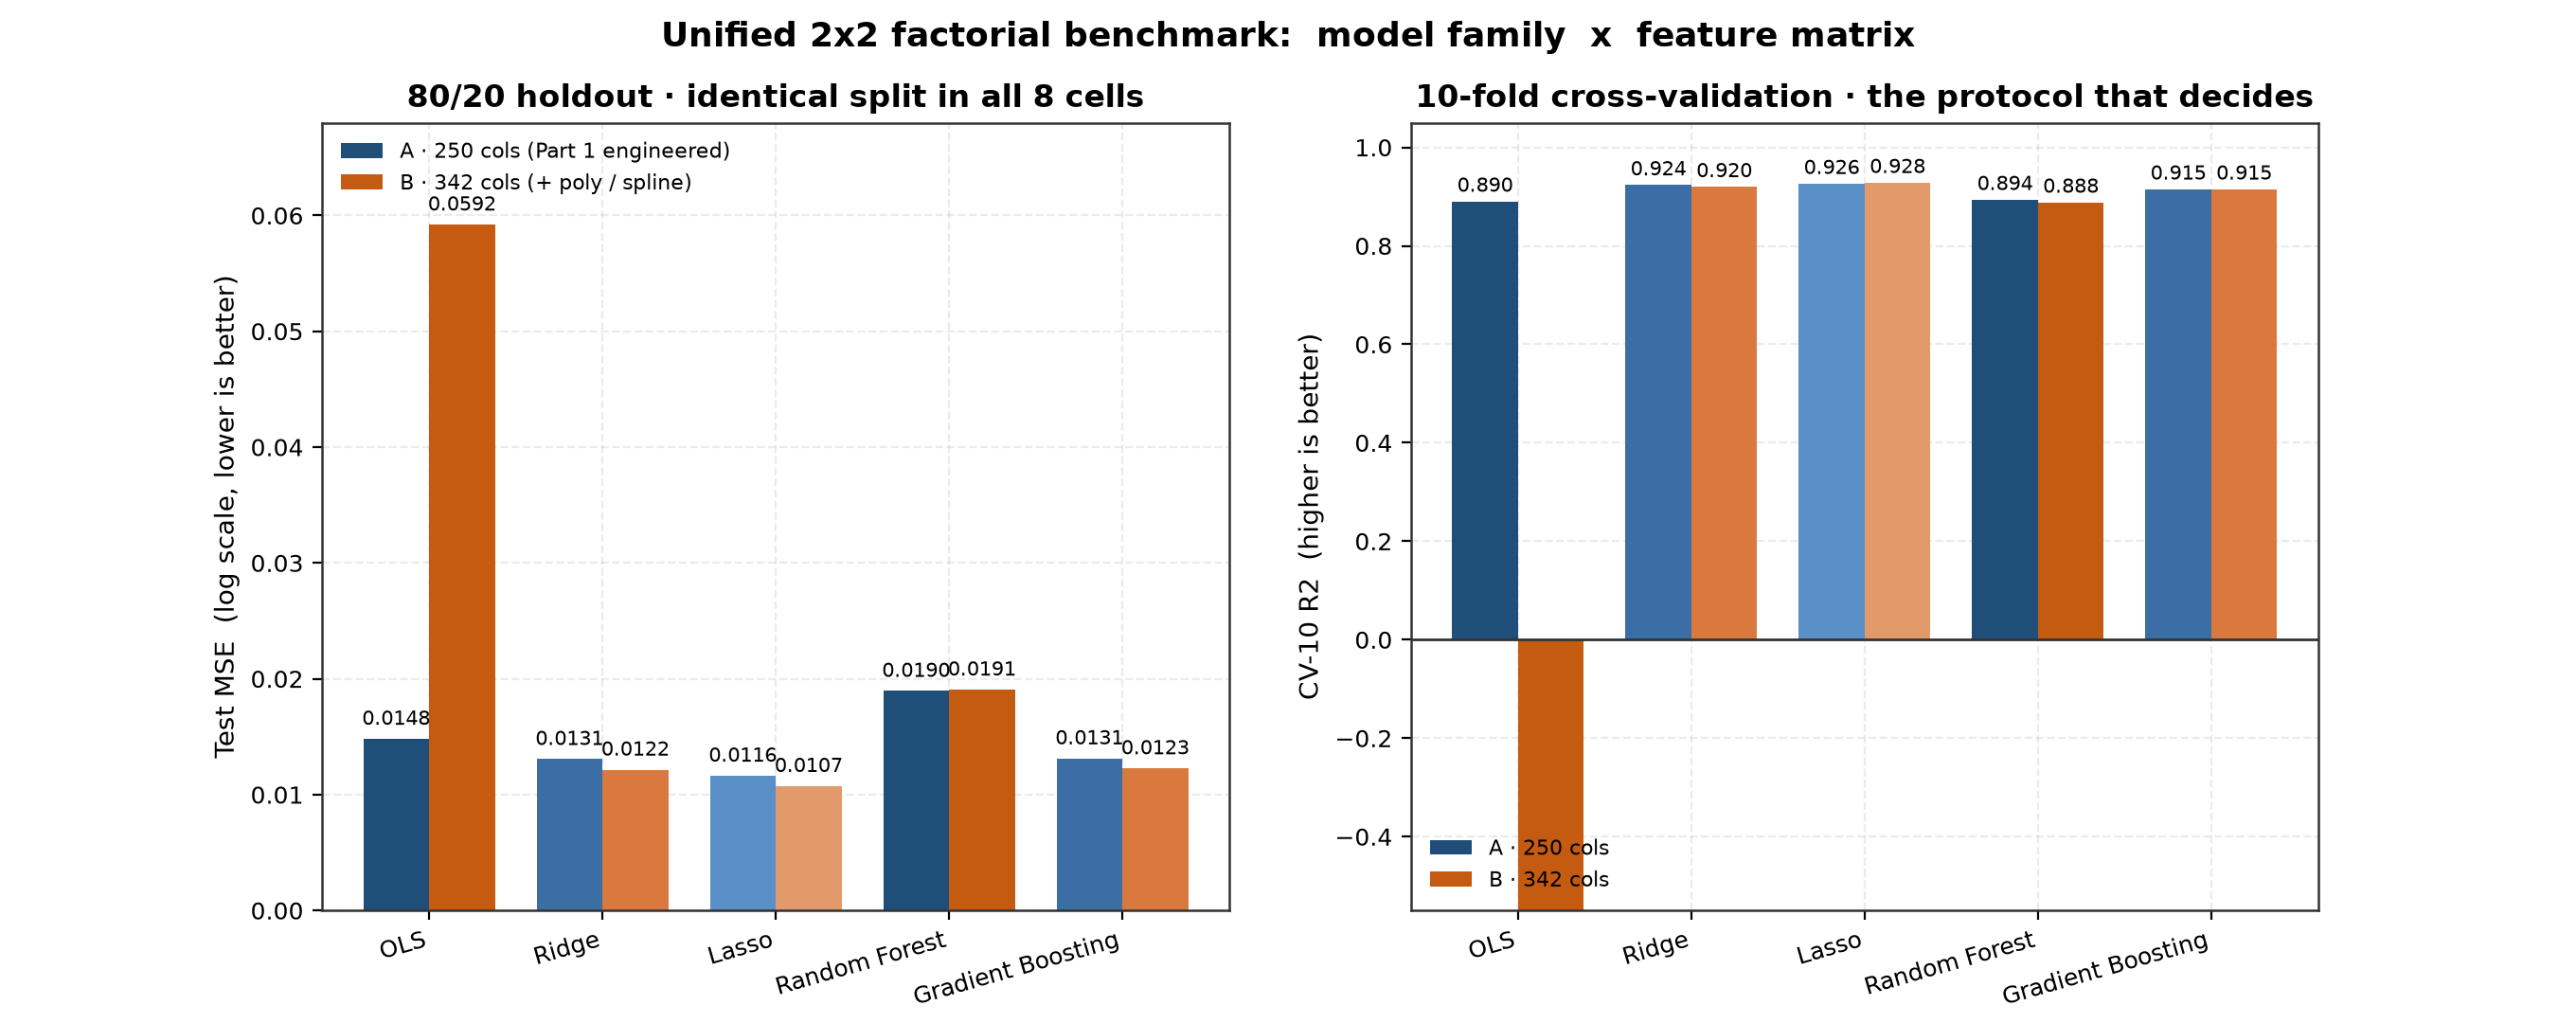 Unified 2x2 factorial benchmark:  model family  x  feature matrix
80/20 holdout · identical split in all 8 cells
A · 250 cols (Part 1 engineered)
B · 342 cols (+ poly / spline)
Test MSE  (log scale, lower is better)
0.06
0.05
0.04
0.03
0.02
0.01
0.00
0.0148
0.0592
0.0131
0.0122
0.0116
0.0107
0.0190
0.0191
0.0131
0.0123
OLS
Ridge
Lasso
Random Forest
Gradient Boosting
10-fold cross-validation · the protocol that decides
CV-10 R2  (higher is better)
1.0
0.8
0.6
0.4
0.2
0.0
−0.2
−0.4
0.890
0.924
0.920
0.926
0.928
0.894
0.888
0.915
0.915
A · 250 cols
B · 342 cols
OLS
Ridge
Lasso
Random Forest
Gradient Boosting